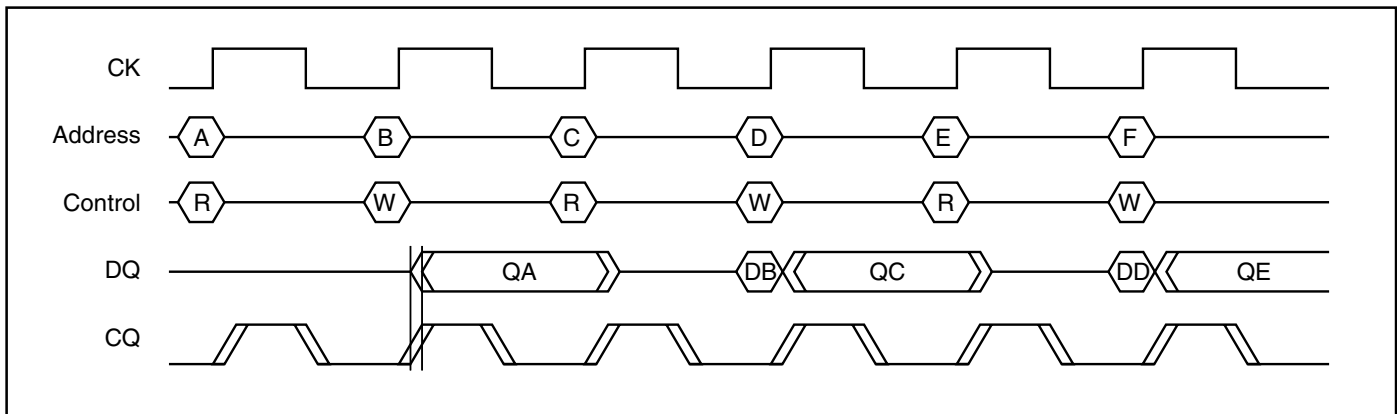 CK
Address A B C D E F
Control R W R W R W
DQ QA DB QC DD QE
CQ